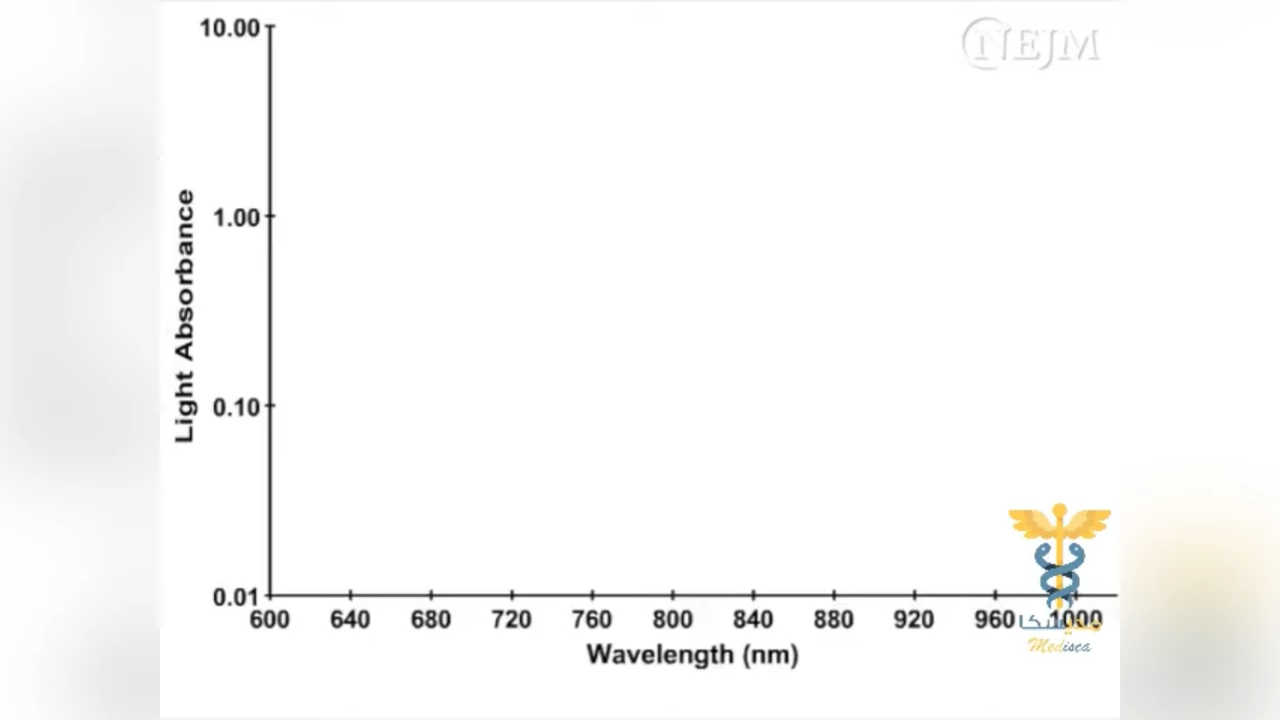 NEJM
10.00
1.00
0.10
0.01
Light Absorbance
600 640 680 720 760 800 840 880 920 960 1000
Wavelength (nm)
Medisca